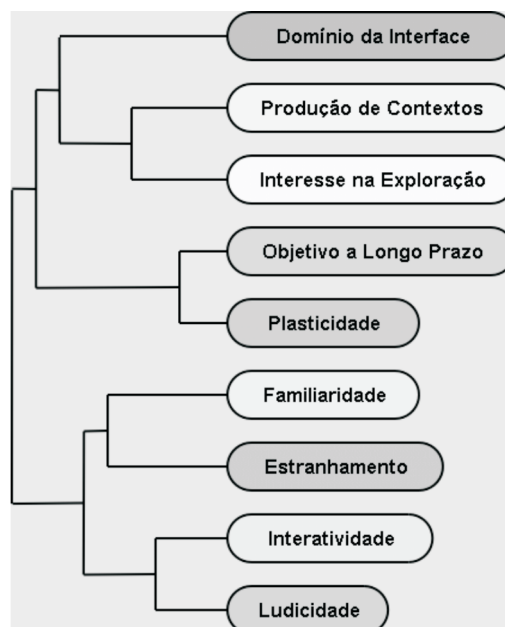 Domínio da Interface
Produção de Contextos
Interesse na Exploração
Objetivo a Longo Prazo
Plasticidade
Familiaridade
Estranhamento
Interatividade
Ludicidade